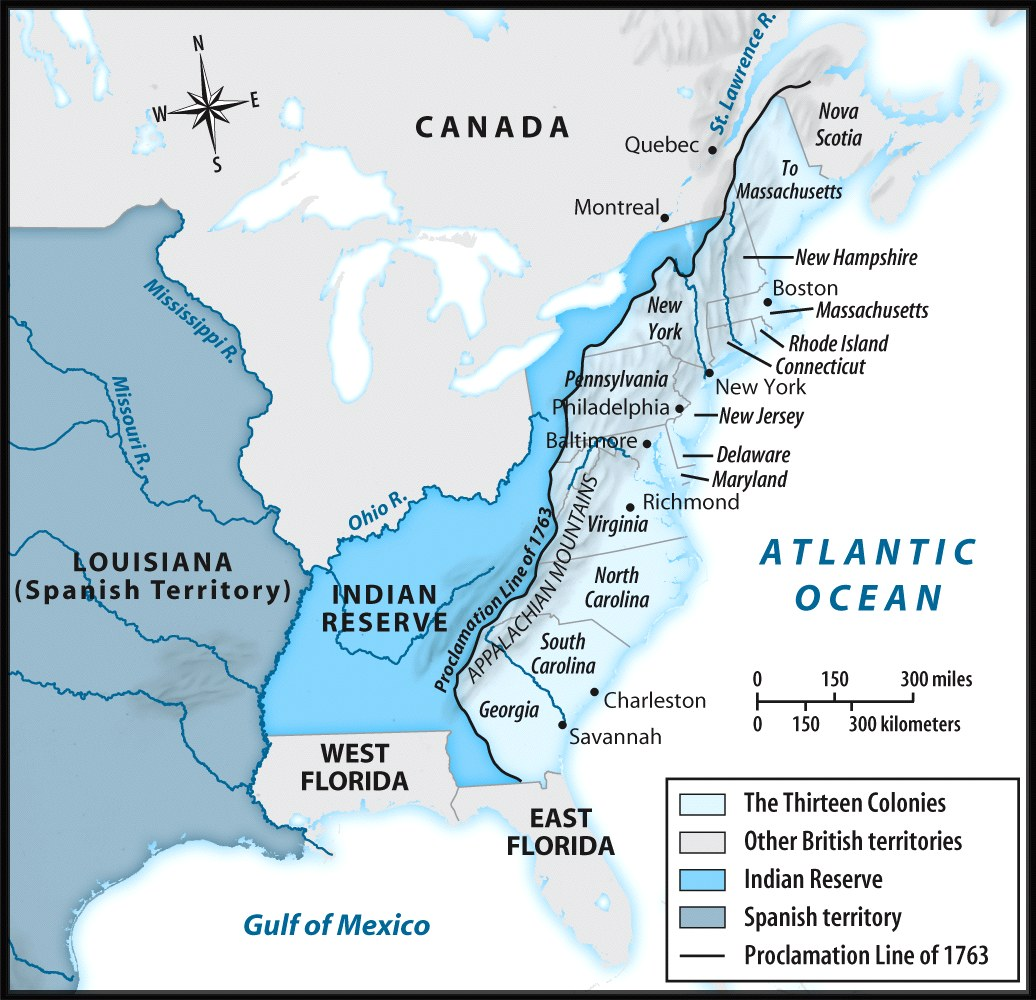 N
W
E
S
St. Lawrence R.
CANADA
Nova
Scotia
Quebec
To
Massachusetts
Montreal
New Hampshire
Mississippi R.
Boston
New
York
Massachusetts
Rhode Island
Connecticut
Missouri R.
Pennsylvania
New York
Philadelphia
New Jersey
Baltimore
Delaware
Maryland
Ohio R.
Richmond
Virginia
LOUISIANA
(Spanish Territory)
Proclamation Line of 1763
APPALACHIAN MOUNTAINS
ATLANTIC
OCEAN
INDIAN
RESERVE
North
Carolina
South
Carolina
0 150 300 miles
0 150 300 kilometers
Charleston
Georgia
Savannah
WEST
FLORIDA
EAST
FLORIDA
Gulf of Mexico
The Thirteen Colonies
Other British territories
Indian Reserve
Spanish territory
Proclamation Line of 1763